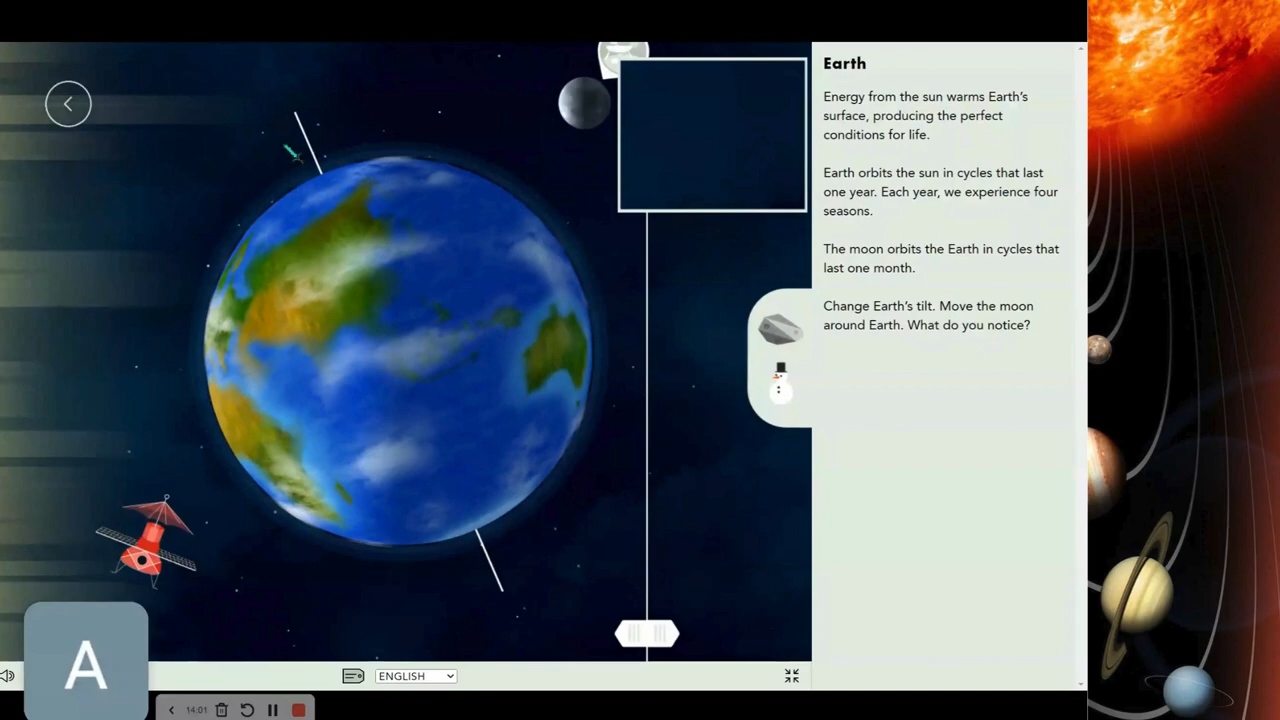 Earth
Energy from the sun warms Earth's
surface, producing the perfect
conditions for life.
Earth orbits the sun in cycles that last
one year. Each year, we experience four
seasons.
The moon orbits the Earth in cycles that
last one month.
Change Earth's tilt. Move the moon
around Earth. What do you notice?
A
ENGLISH
14:01